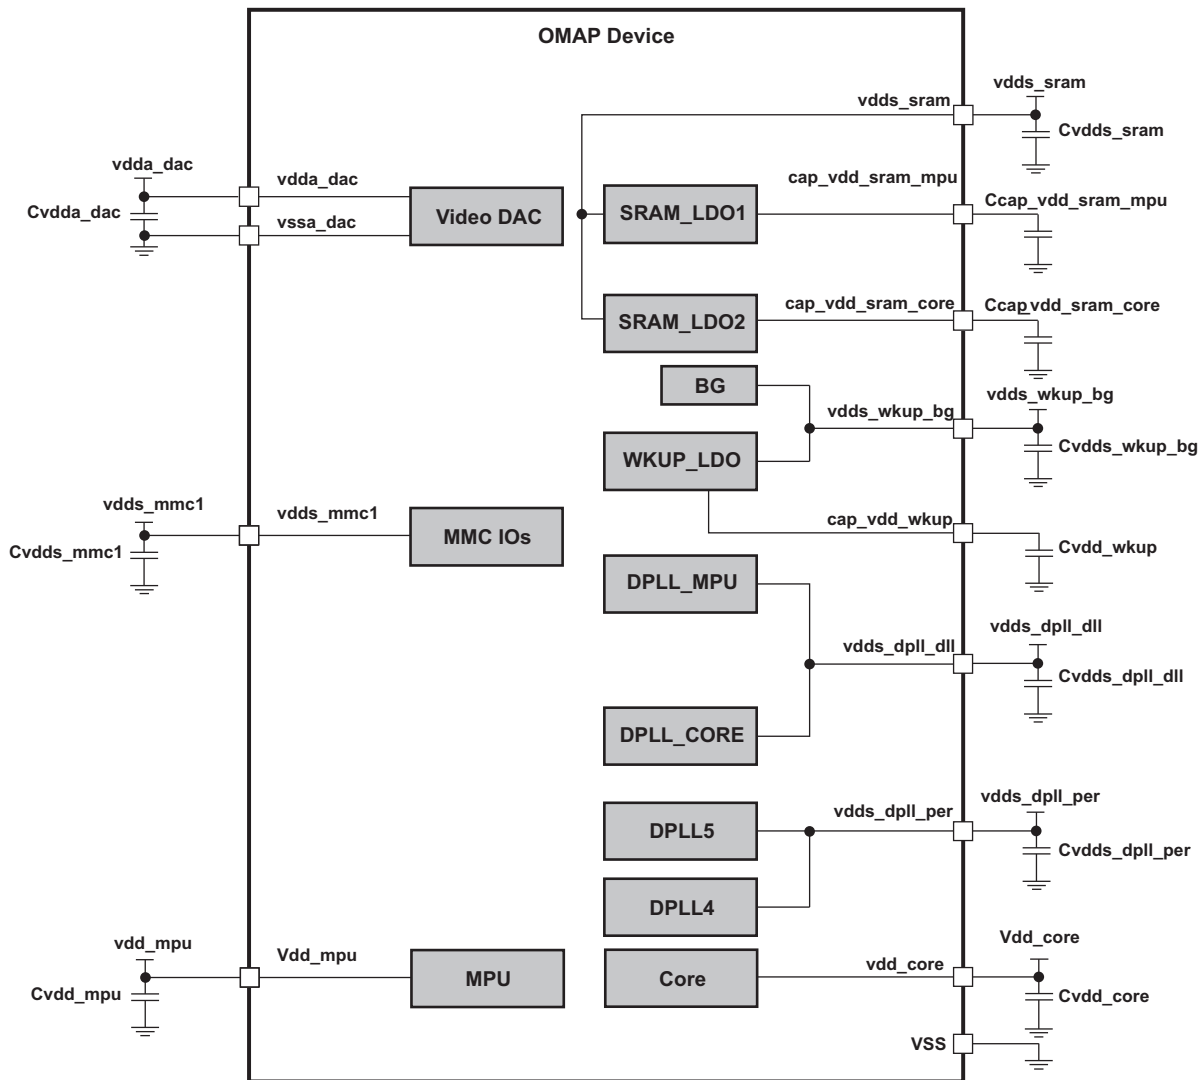 OMAP Device
vdds_sram
vdds_sram
Cvdds_sram
vdda_dac
vdda_dac
Cvdda_dac
vssa_dac
Video DAC
SRAM_LDO1
cap_vdd_sram_mpu
Ccap_vdd_sram_mpu
SRAM_LDO2
cap_vdd_sram_core
Ccap_vdd_sram_core
BG
vdds_wkup_bg
vdds_wkup_bg
Cvdds_wkup_bg
WKUP_LDO
vdds_mmc1
vdds_mmc1
Cvdds_mmc1
MMC IOs
cap_vdd_wkup
Cvdd_wkup
DPLL_MPU
vdds_dpll_dll
vdds_dpll_dll
Cvdds_dpll_dll
DPLL_CORE
DPLL5
vdds_dpll_per
vdds_dpll_per
Cvdds_dpll_per
DPLL4
vdd_mpu
Vdd_mpu
Cvdd_mpu
MPU
Core
vdd_core
Vdd_core
Cvdd_core
VSS